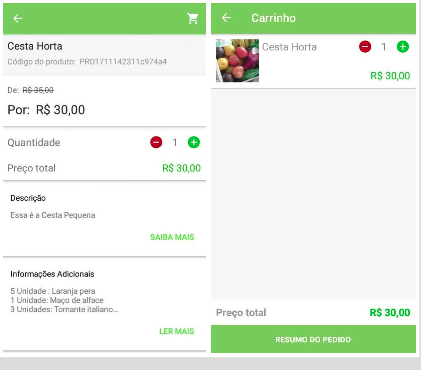 Cesta Horta
Código do produto: PRO1711142311c974a4
De: R$ 35,00
Por: R$ 30,00
Quantidade 1
Preço total R$ 30,00
Descrição
Essa é a Cesta Pequena
SAIBA MAIS
Informações Adicionais
5 Unidade : Laranja pera
1 Unidade: Maço de alface
3 Unidades: Tomante italiano...
LER MAIS
Carrinho
Cesta Horta 1
R$ 30,00
Preço total R$ 30,00
RESUMO DO PEDIDO